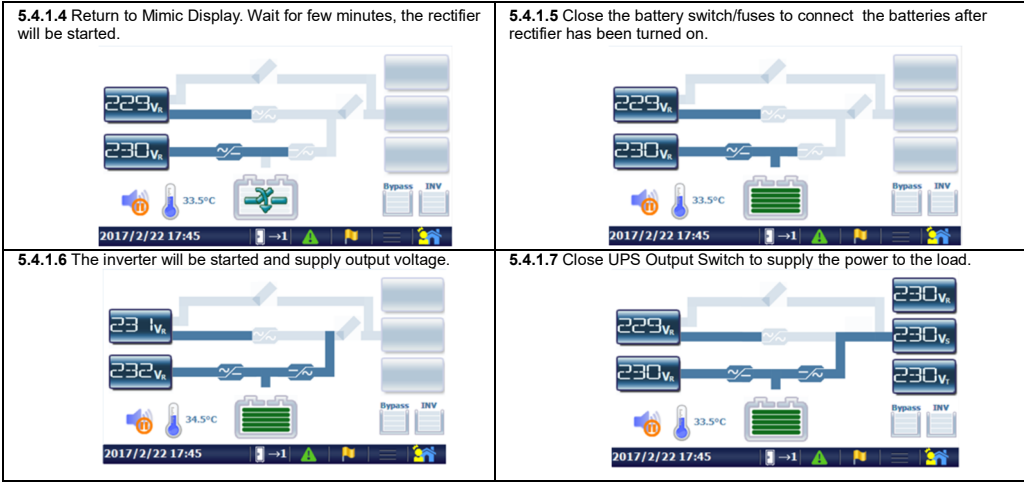 5.4.1.4 Return to Mimic Display. Wait for few minutes, the rectifier
will be started.
229VR
230VR
33.5°C
Bypass INV
2017/2/22 17:45
→1
5.4.1.5 Close the battery switch/fuses to connect the batteries after
rectifier has been turned on.
229VR
230VR
33.5°C
Bypass INV
2017/2/22 17:45
→1
5.4.1.6 The inverter will be started and supply output voltage.
231VR
232VR
34.5°C
Bypass INV
2017/2/22 17:45
→1
5.4.1.7 Close UPS Output Switch to supply the power to the load.
230VR
229VR
230VS
230VR
230VT
33.5°C
Bypass INV
2017/2/22 17:45
→1